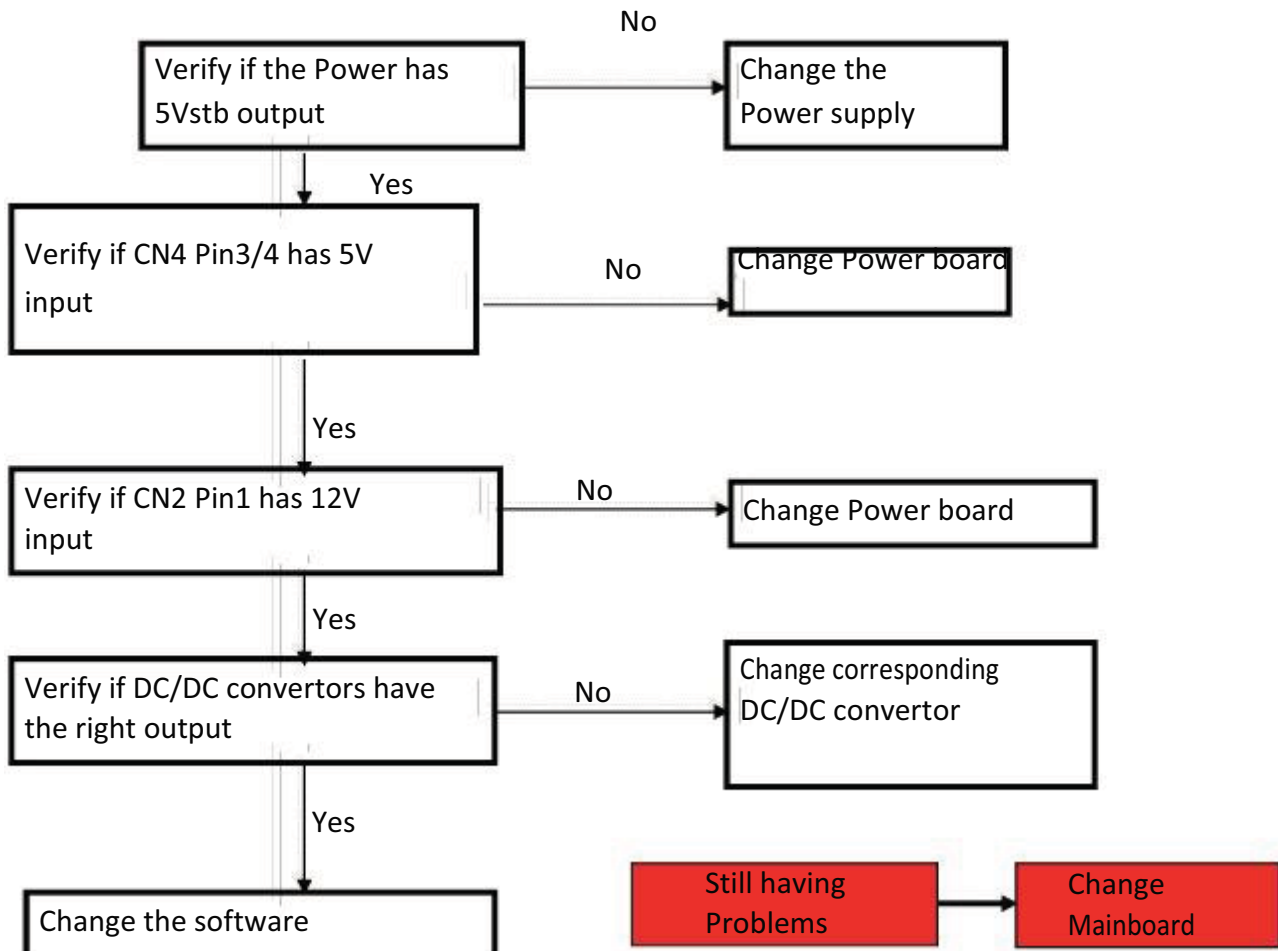 No
Verify if the Power has
5Vstb output
Change the
Power supply
Yes
Verify if CN4 Pin3/4 has 5V
input
No
Change Power board
Yes
Verify if CN2 Pin1 has 12V
input
No
Change Power board
Yes
Verify if DC/DC convertors have
the right output
No
Change corresponding
DC/DC convertor
Yes
Change the software
Still having
Problems
Change
Mainboard